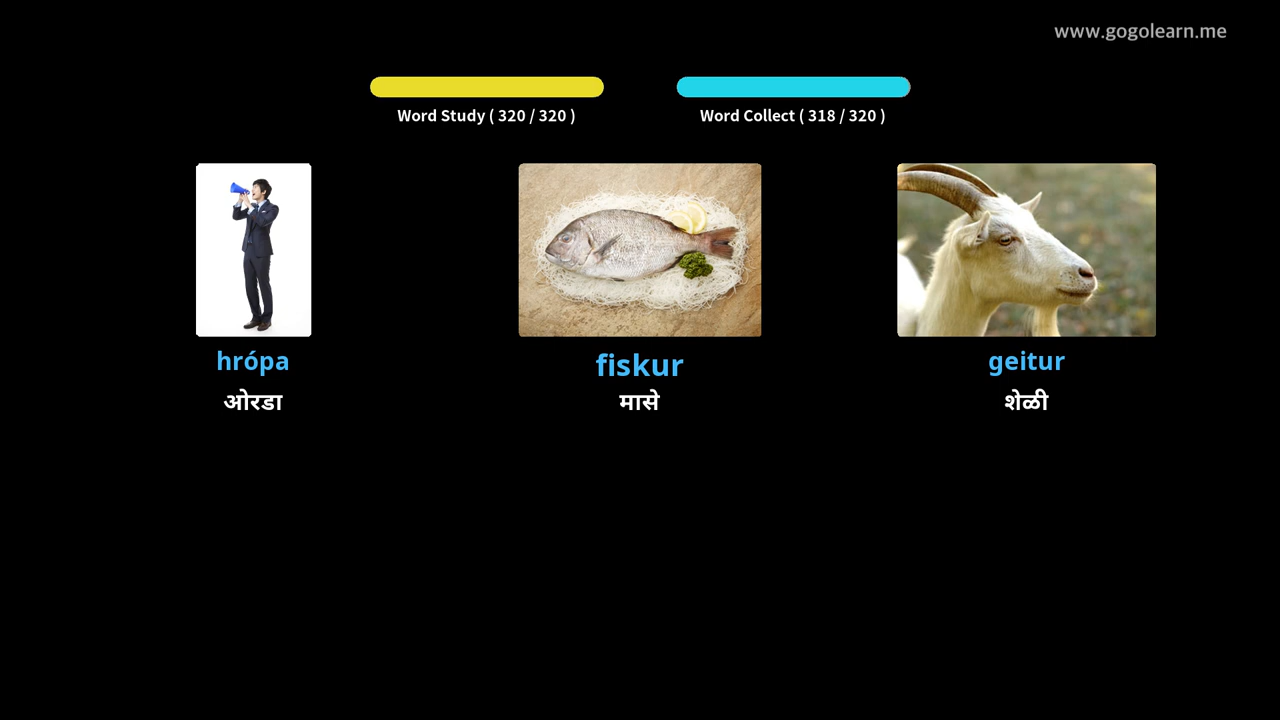 www.gogolearn.me
Word Study ( 320 / 320 )
Word Collect ( 318 / 320 )
hrópa
fiskur
geitur
ओरडा
मासे
शेळी